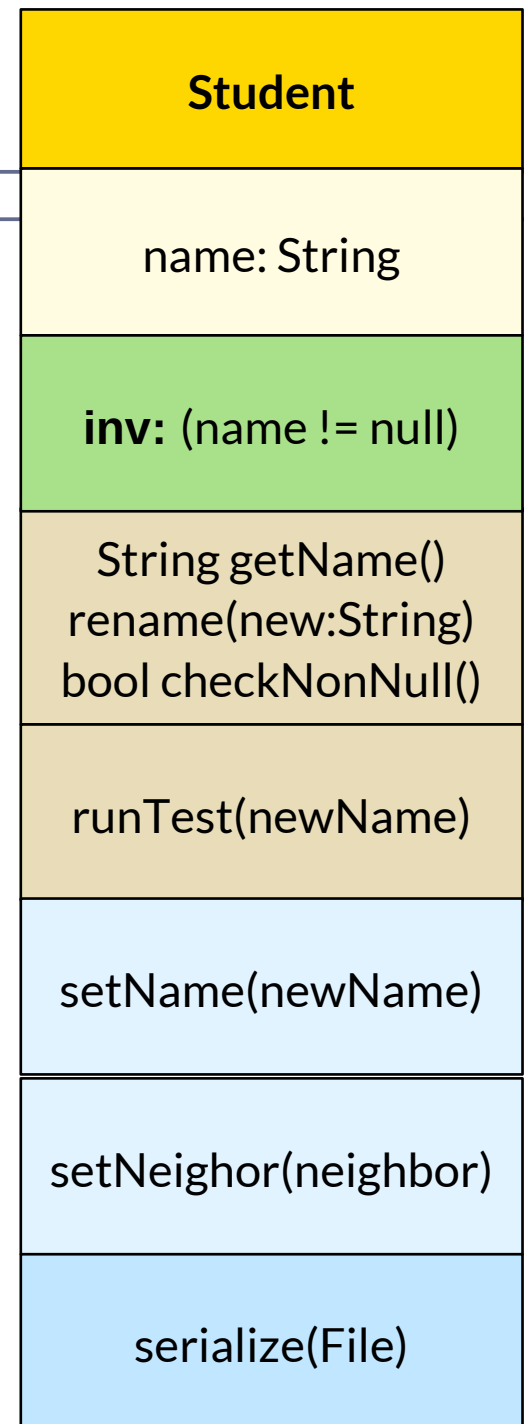 Student
name: String
inv: (name != null)
String getName()
rename(new:String)
bool checkNonNull()
runTest(newName)
setName(newName)
setNeighor(neighbor)
serialize(File)